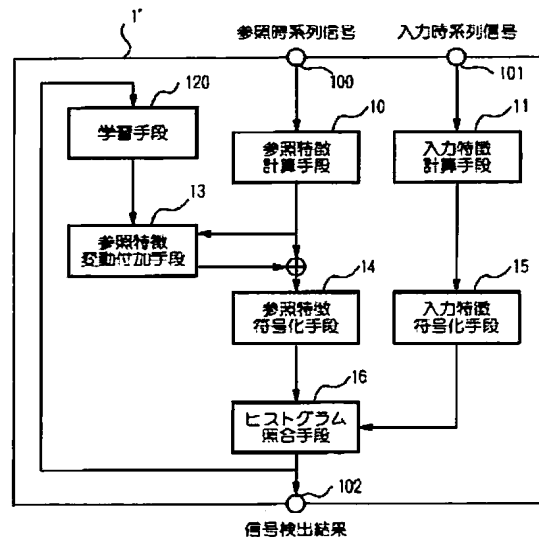 参照時系列信号
入力時系列信号
1'
100
101
120
学習手段
10
参照特徴
計算手段
11
入力特徴
計算手段
13
参照特徴
変動付加手段
14
参照特徴
符号化手段
15
入力特徴
符号化手段
16
ヒストグラム
照合手段
102
信号検出結果